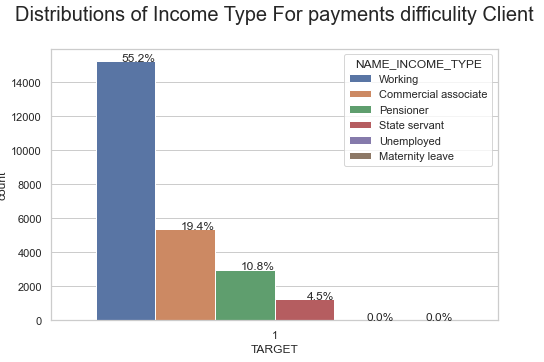 Distributions of Income Type For payments difficulity Client
55.2%
19.4%
10.8%
4.5%
0.0%
0.0%
NAME_INCOME_TYPE
Working
Commercial associate
Pensioner
State servant
Unemployed
Maternity leave
14000
12000
10000
8000
6000
4000
2000
0
count
1
TARGET